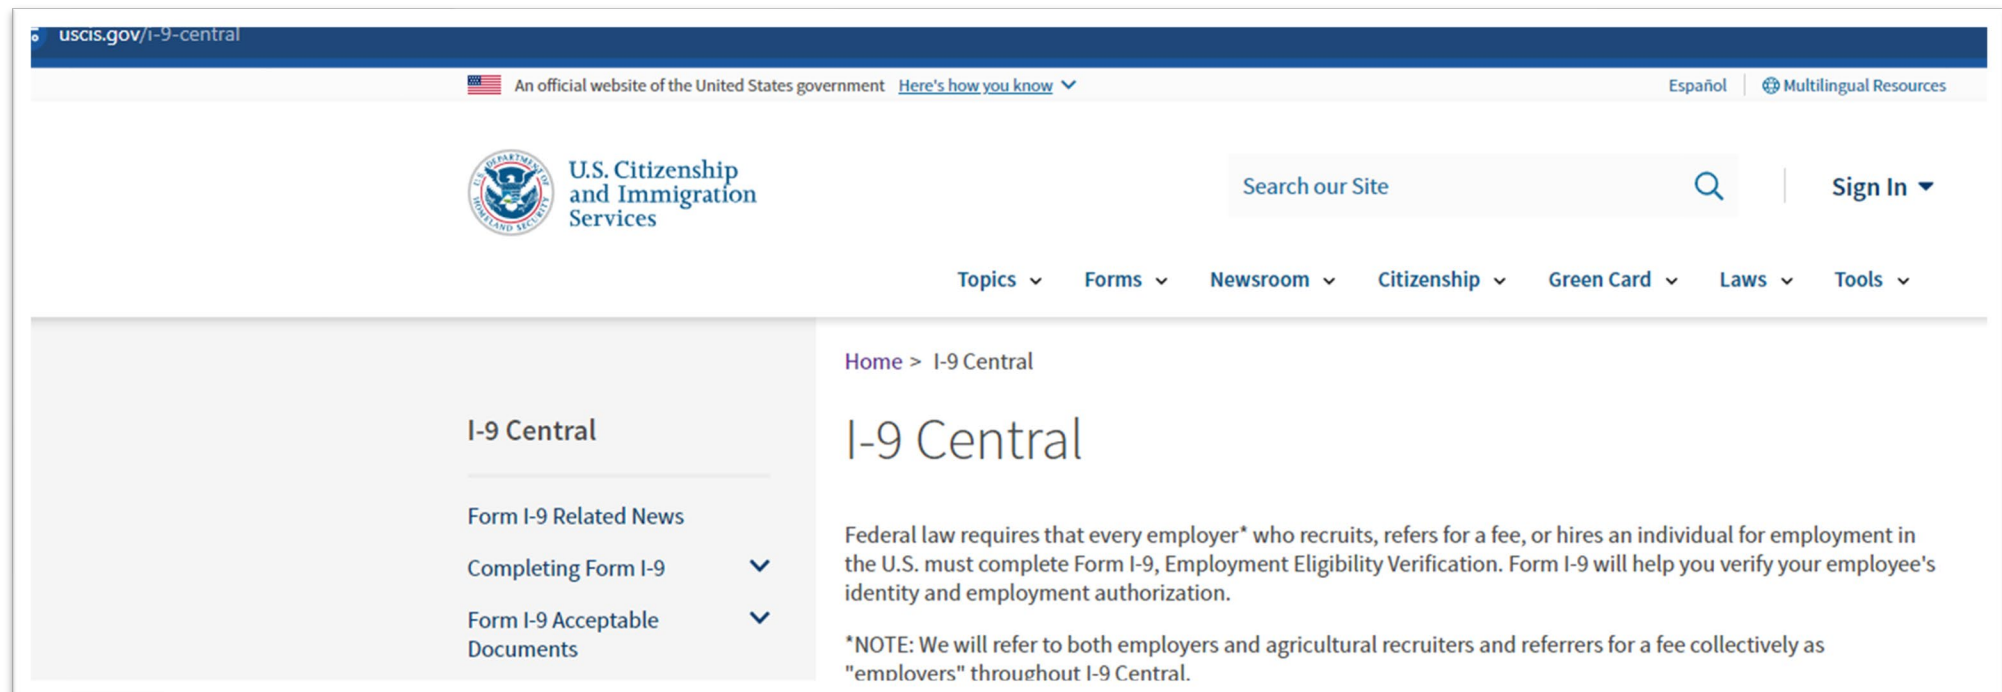 uscis.gov/i-9-central
An official website of the United States government Here's how you know
Español Multilingual Resources
U.S. DEPARTMENT OF HOMELAND SECURITY
U.S. Citizenship
and Immigration
Services
Search our Site
Sign In
Topics Forms Newsroom Citizenship Green Card Laws Tools
I-9 Central
Form I-9 Related News
Completing Form I-9
Form I-9 Acceptable
Documents
Home > I-9 Central
I-9 Central
Federal law requires that every employer* who recruits, refers for a fee, or hires an individual for employment in
the U.S. must complete Form I-9, Employment Eligibility Verification. Form I-9 will help you verify your employee's
identity and employment authorization.
*NOTE: We will refer to both employers and agricultural recruiters and referrers for a fee collectively as
"employers" throughout I-9 Central.